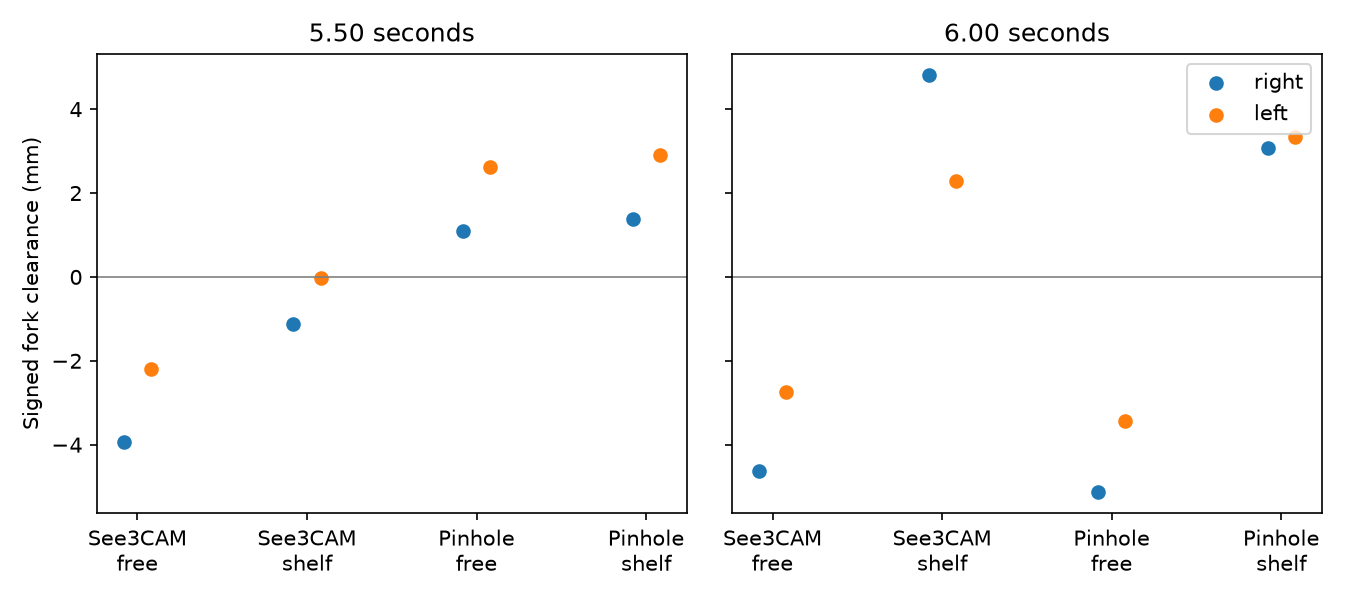 5.50 seconds
6.00 seconds
Signed fork clearance (mm)
4
2
0
−2
−4
right
left
See3CAM
free
See3CAM
shelf
Pinhole
free
Pinhole
shelf
See3CAM
free
See3CAM
shelf
Pinhole
free
Pinhole
shelf